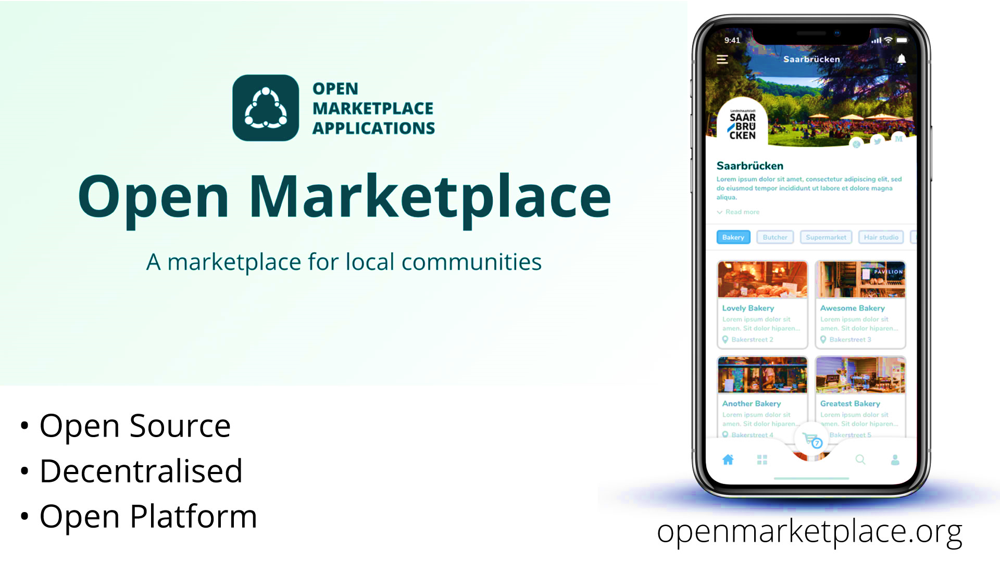 OPEN
MARKETPLACE
APPLICATIONS
Open Marketplace
A marketplace for local communities
• Open Source
• Decentralised
• Open Platform
9:41
Saarbrücken
Landeshauptstadt
SAAR
BRÜ
CKEN
M
Saarbrücken
Lorem ipsum dolor sit amet, consectetur adipiscing elit, sed
do eiusmod tempor incididunt ut labore et dolore magna
aliqua.
Read more
Bakery Butcher Supermarket Hair studio
PAVILION
Lovely Bakery
Lorem ipsum dolor sit
amen. Sit dolor hiparen...
Bakerstreet 2
Awesome Bakery
Lorem ipsum dolor sit
amen. Sit dolor hiparen...
Bakerstreet 3
Another Bakery
Lorem ipsum dolor sit
amen. Sit dolor hiparen...
Bakerstreet 4
Greatest Bakery
Lorem ipsum dolor sit
amen. Sit dolor hiparen...
Bakerstreet 5
7
openmarketplace.org